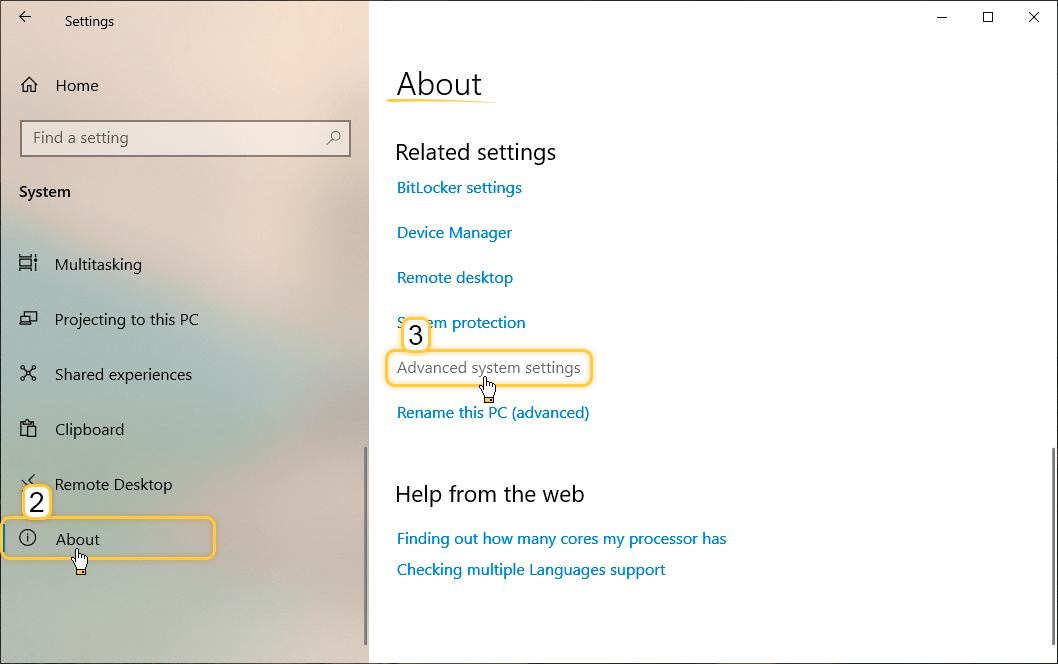 Settings
Home
Find a setting
System
Multitasking
Projecting to this PC
Shared experiences
Clipboard
Remote Desktop
2
About
About
Related settings
BitLocker settings
Device Manager
Remote desktop
System protection
3
Advanced system settings
Rename this PC (advanced)
Help from the web
Finding out how many cores my processor has
Checking multiple Languages support